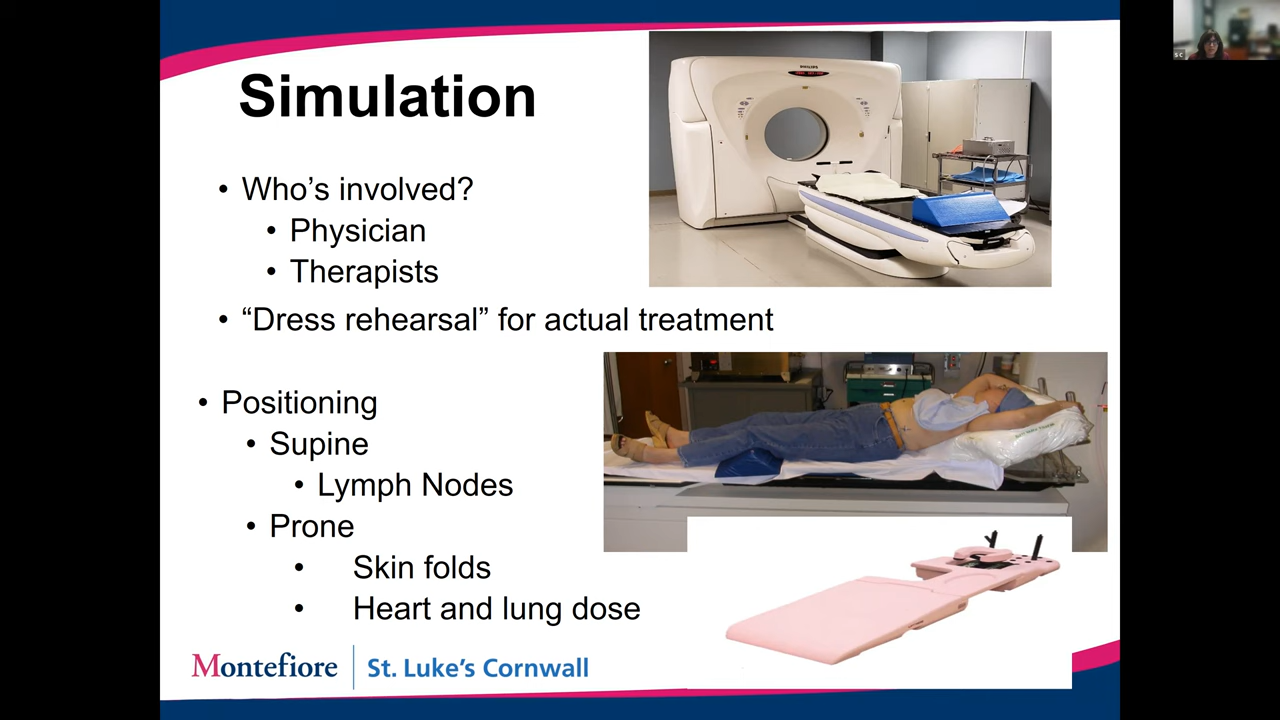 Simulation
• Who's involved?
• Physician
• Therapists
• “Dress rehearsal” for actual treatment
• Positioning
• Supine
• Lymph Nodes
• Prone
• Skin folds
• Heart and lung dose
Montefiore | St. Luke's Cornwall
PHILIPS
S C